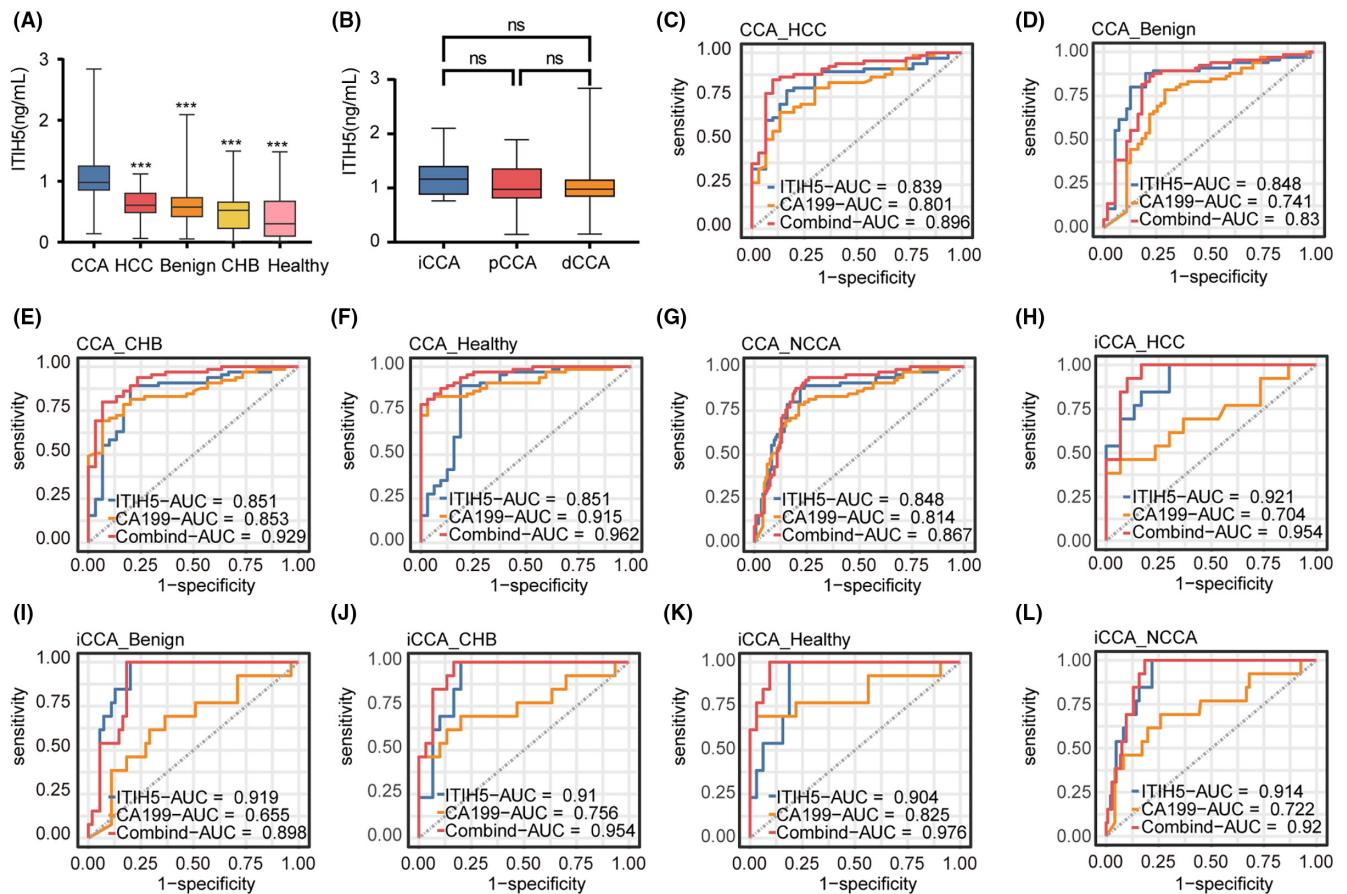 (A)
ITIH5(ng/mL)
3
2
1
0
***
***
***
***
CCA HCC Benign CHB Healthy
(B)
ITIH5(ng/mL)
3
2
1
0
ns
ns
ns
iCCA pCCA dCCA
(C)
CCA_HCC
sensitivity
1.00
0.75
0.50
0.25
0.00
ITIH5-AUC = 0.839
CA199-AUC = 0.801
Combind-AUC = 0.896
0.00 0.25 0.50 0.75 1.00
1-specificity
(D)
CCA_Benign
sensitivity
1.00
0.75
0.50
0.25
0.00
ITIH5-AUC = 0.848
CA199-AUC = 0.741
Combind-AUC = 0.83
0.00 0.25 0.50 0.75 1.00
1-specificity
(E)
CCA_CHB
sensitivity
1.00
0.75
0.50
0.25
0.00
ITIH5-AUC = 0.851
CA199-AUC = 0.853
Combind-AUC = 0.929
0.00 0.25 0.50 0.75 1.00
1-specificity
(F)
CCA_Healthy
sensitivity
1.00
0.75
0.50
0.25
0.00
ITIH5-AUC = 0.851
CA199-AUC = 0.915
Combind-AUC = 0.962
0.00 0.25 0.50 0.75 1.00
1-specificity
(G)
CCA_NCCA
sensitivity
1.00
0.75
0.50
0.25
0.00
ITIH5-AUC = 0.848
CA199-AUC = 0.814
Combind-AUC = 0.867
0.00 0.25 0.50 0.75 1.00
1-specificity
(H)
iCCA_HCC
sensitivity
1.00
0.75
0.50
0.25
0.00
ITIH5-AUC = 0.921
CA199-AUC = 0.704
Combind-AUC = 0.954
0.00 0.25 0.50 0.75 1.00
1-specificity
(I)
iCCA_Benign
sensitivity
1.00
0.75
0.50
0.25
0.00
ITIH5-AUC = 0.919
CA199-AUC = 0.655
Combind-AUC = 0.898
0.00 0.25 0.50 0.75 1.00
1-specificity
(J)
iCCA_CHB
sensitivity
1.00
0.75
0.50
0.25
0.00
ITIH5-AUC = 0.91
CA199-AUC = 0.756
Combind-AUC = 0.954
0.00 0.25 0.50 0.75 1.00
1-specificity
(K)
iCCA_Healthy
sensitivity
1.00
0.75
0.50
0.25
0.00
ITIH5-AUC = 0.904
CA199-AUC = 0.825
Combind-AUC = 0.976
0.00 0.25 0.50 0.75 1.00
1-specificity
(L)
iCCA_NCCA
sensitivity
1.00
0.75
0.50
0.25
0.00
ITIH5-AUC = 0.914
CA199-AUC = 0.722
Combind-AUC = 0.92
0.00 0.25 0.50 0.75 1.00
1-specificity